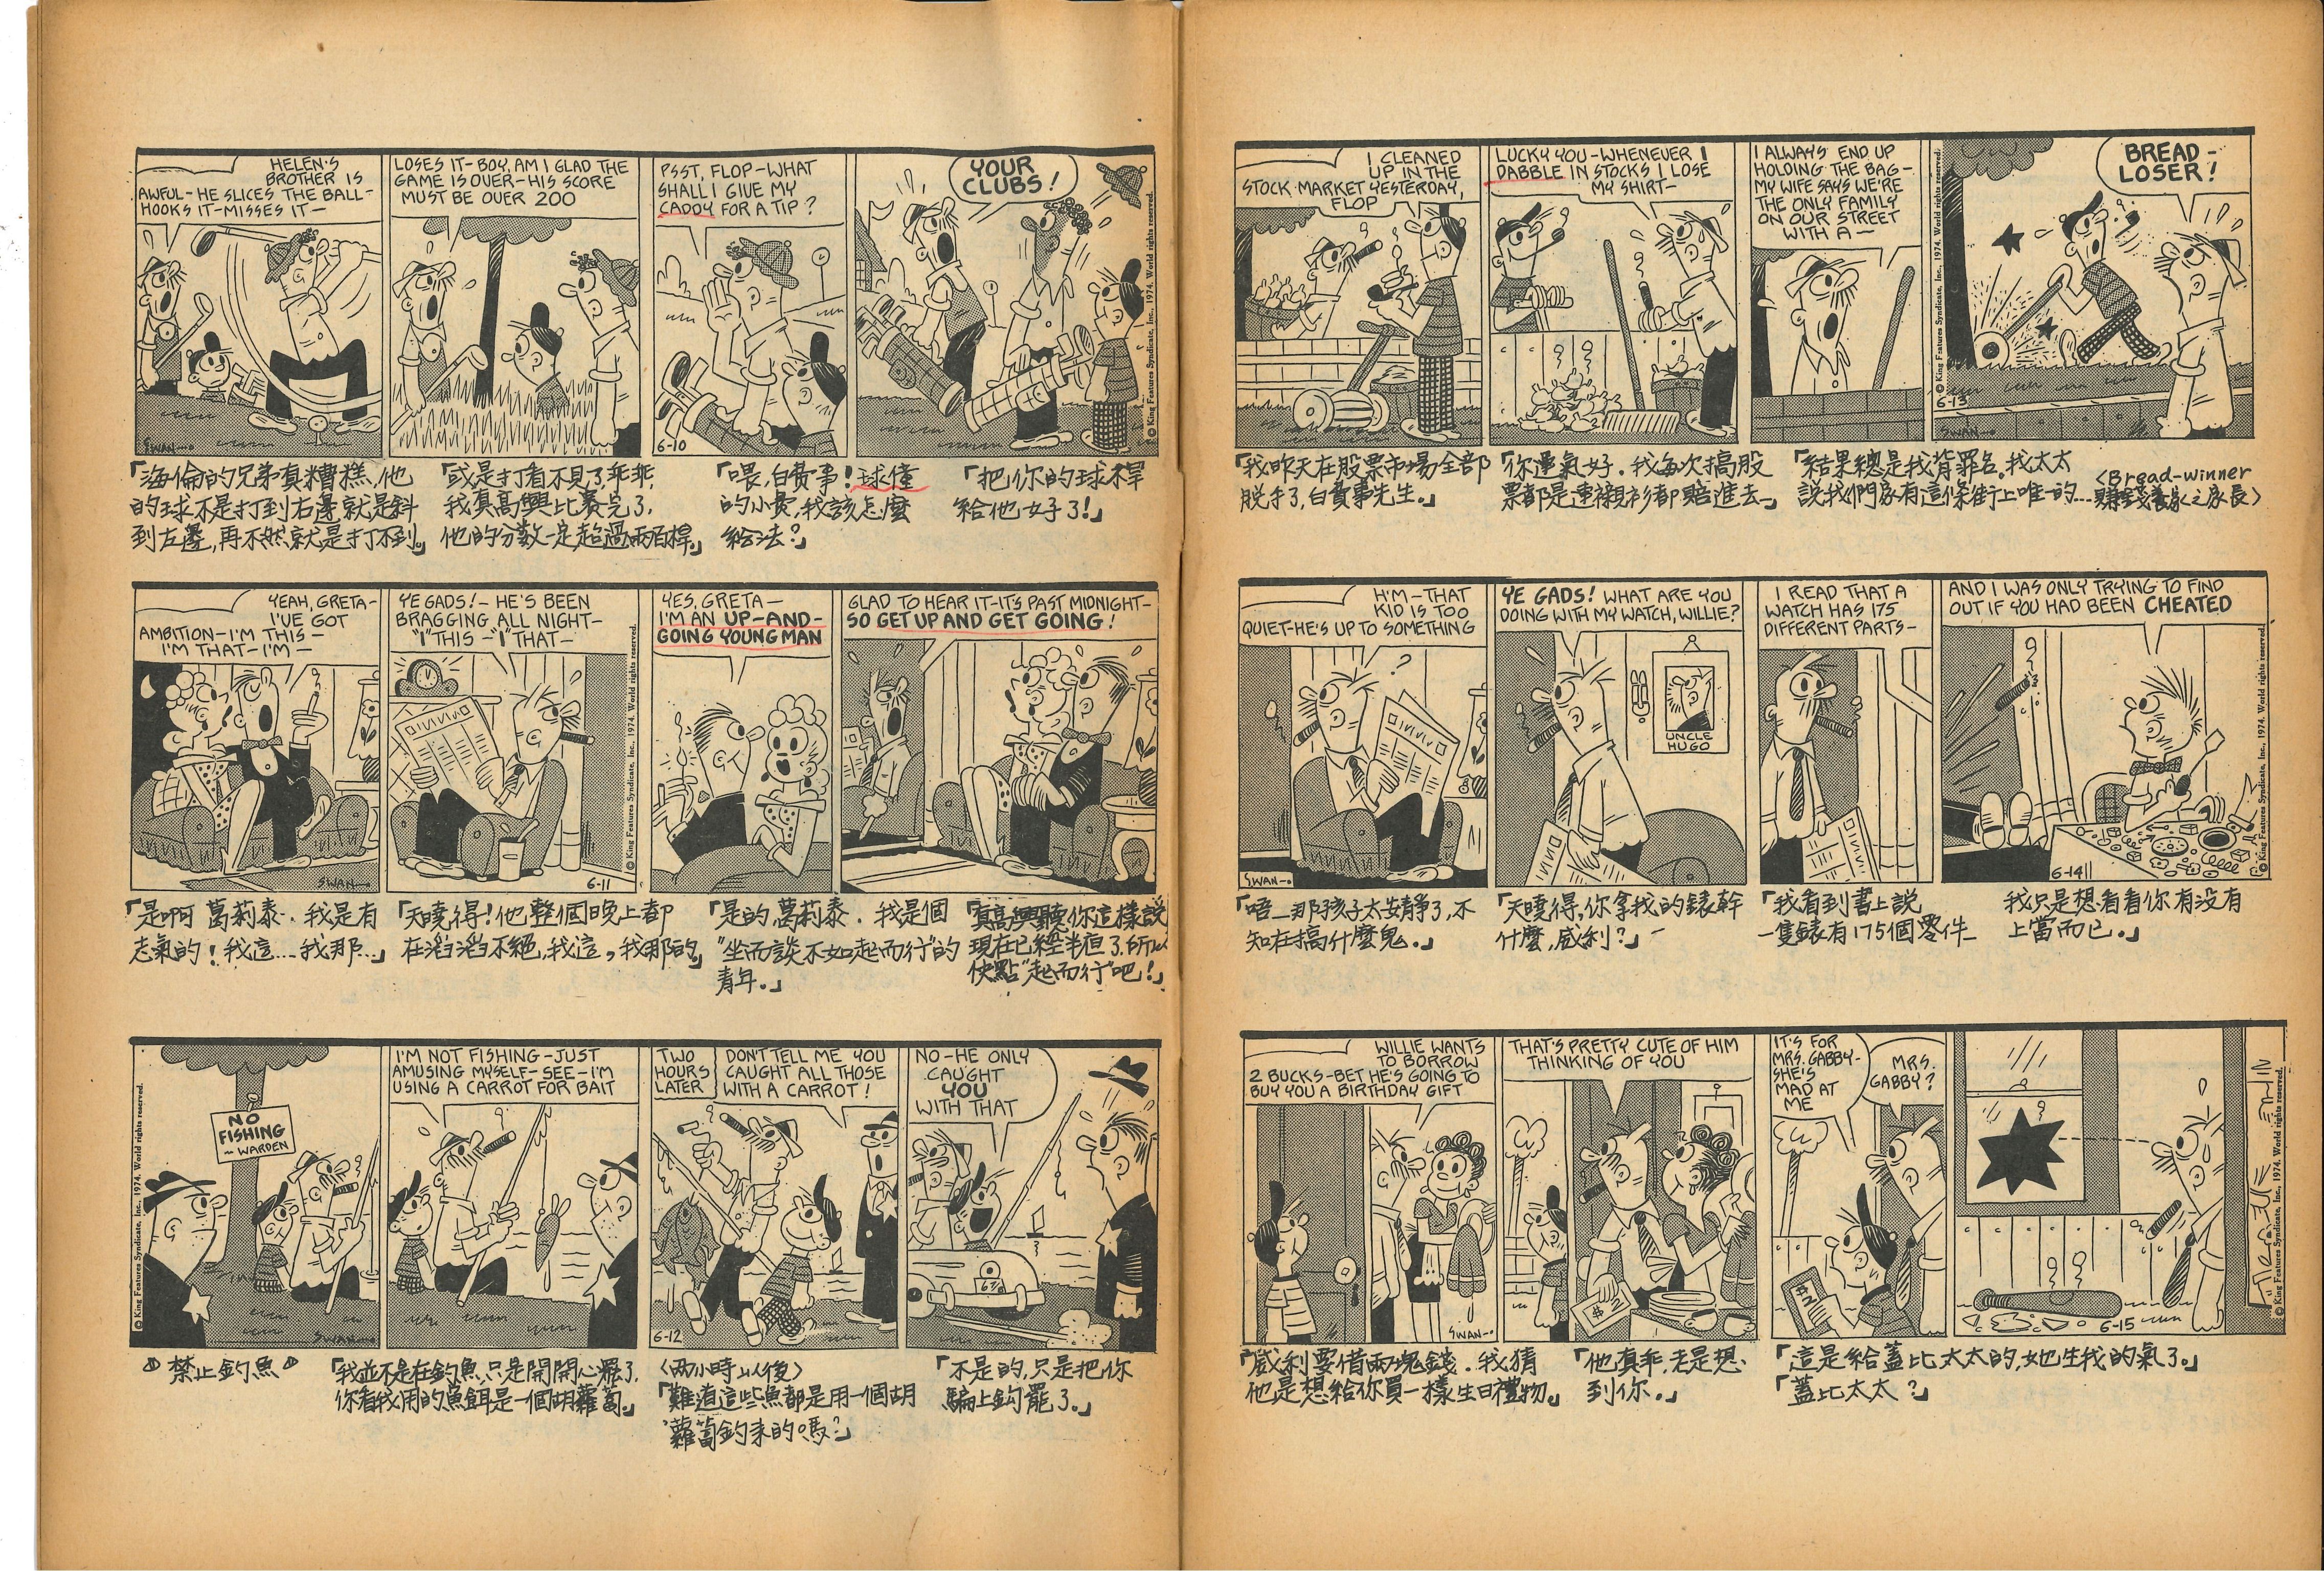 HELEN'S
BROTHER IS
AWFUL-HE SLICES THE BALL-
HOOKS IT-MISSES IT-
LOSES IT-BOY, AM I GLAD THE
GAME IS OVER-HIS SCORE
MUST BE OVER 200
PSST, FLOP-WHAT
SHALL I GIVE MY
CADDY FOR A TIP?
YOUR
CLUBS!
SWAN
6-10
© King Features Syndicate, Inc., 1974. World rights reserved.
「海倫的兄弟真糟糕,他
的球不是打到右邊就是斜
到左邊,再不然就是打不到。」
「或是打着不見了,乖乖,
我真高興比賽完了,
他的分數一定超過兩百桿。」
「喂,白費事!球僮
的小費,我該怎麼
給法?」
「把你的球桿
給他好了!」
YEAH, GRETA-
I'VE GOT
AMBITION-I'M THIS-
I'M THAT-I'M-
YE GADS!-HE'S BEEN
BRAGGING ALL NIGHT-
"I" THIS-"I" THAT-
YES, GRETA-
I'M AN UP-AND-
GOING YOUNG MAN
GLAD TO HEAR IT-IT'S PAST MIDNIGHT-
SO GET UP AND GET GOING!
SWAN
6-11
© King Features Syndicate, Inc., 1974. World rights reserved.
「是啊 葛莉泰. 我是有
志氣的!我這...我那...」
「天曉得!他整個晚上都
在滔滔不絕,我這,我那的。」
「是的,葛莉泰. 我是個
"坐而談不如起而行"的
青年。」
「真高興聽你這樣說
現在已經半夜了,所以
快點"起而行"吧!」
NO
FISHING
~ WARDEN
I'M NOT FISHING-JUST
AMUSING MYSELF-SEE-I'M
USING A CARROT FOR BAIT
TWO
HOURS
LATER
DON'T TELL ME YOU
CAUGHT ALL THOSE
WITH A CARROT!
NO-HE ONLY
CAUGHT
YOU
WITH THAT
© King Features Syndicate, Inc., 1974. World rights reserved.
SWAN
6-12
禁止釣魚
「我並不是在釣魚,只是開開心罷了,
你看我用的魚餌是一個胡蘿蔔。」
〈兩小時以後〉
「難道這些魚都是用一個胡
蘿蔔釣來的嗎?」
「不是的,只是把你
騙上鈎罷了。」
I CLEANED
UP IN THE
STOCK MARKET YESTERDAY,
FLOP
LUCKY YOU-WHENEVER I
DABBLE IN STOCKS I LOSE
MY SHIRT-
I ALWAYS END UP
HOLDING THE BAG-
MY WIFE SAYS WE'RE
THE ONLY FAMILY
ON OUR STREET
WITH A-
BREAD-
LOSER!
© King Features Syndicate, Inc., 1974. World rights reserved.
6-13
SWAN
「我昨天在股票市場全部
脫手了,白費事先生。」
「你運氣好. 我每次搞股
票都是連襯衫都賠進去-」
「結果總是我背罪名,我太太
說我們家有這條街上唯一的...
〈Bread-winner
賺錢養家之家長〉
H'M-THAT
KID IS TOO
QUIET-HE'S UP TO SOMETHING
?
YE GADS! WHAT ARE YOU
DOING WITH MY WATCH, WILLIE?
UNCLE
HUGO
I READ THAT A
WATCH HAS 175
DIFFERENT PARTS-
AND I WAS ONLY TRYING TO FIND
OUT IF YOU HAD BEEN CHEATED
SWAN
6-14
© King Features Syndicate, Inc., 1974. World rights reserved.
「唔-那孩子太安靜了,不
知在搞什麼鬼。」
「天曉得,你拿我的錶幹
什麼,威利?」
「我看到書上說
一隻錶有175個零件-
我只是想看看你有沒有
上當而已。」
WILLIE WANTS
TO BORROW
2 BUCKS-BET HE'S GOING TO
BUY YOU A BIRTHDAY GIFT
THAT'S PRETTY CUTE OF HIM
THINKING OF YOU
$2
IT'S FOR
MRS. GABBY-
SHE'S
MAD AT
ME
MRS.
GABBY?
$2
SWAN
6-15
© King Features Syndicate, Inc., 1974. World rights reserved.
「威利要借兩塊錢. 我猜
他是想給你買一樣生日禮物。」
「他真乖,老是想
到你。」
「這是給蓋比太太的,她生我的氣了。」
「蓋比太太?」